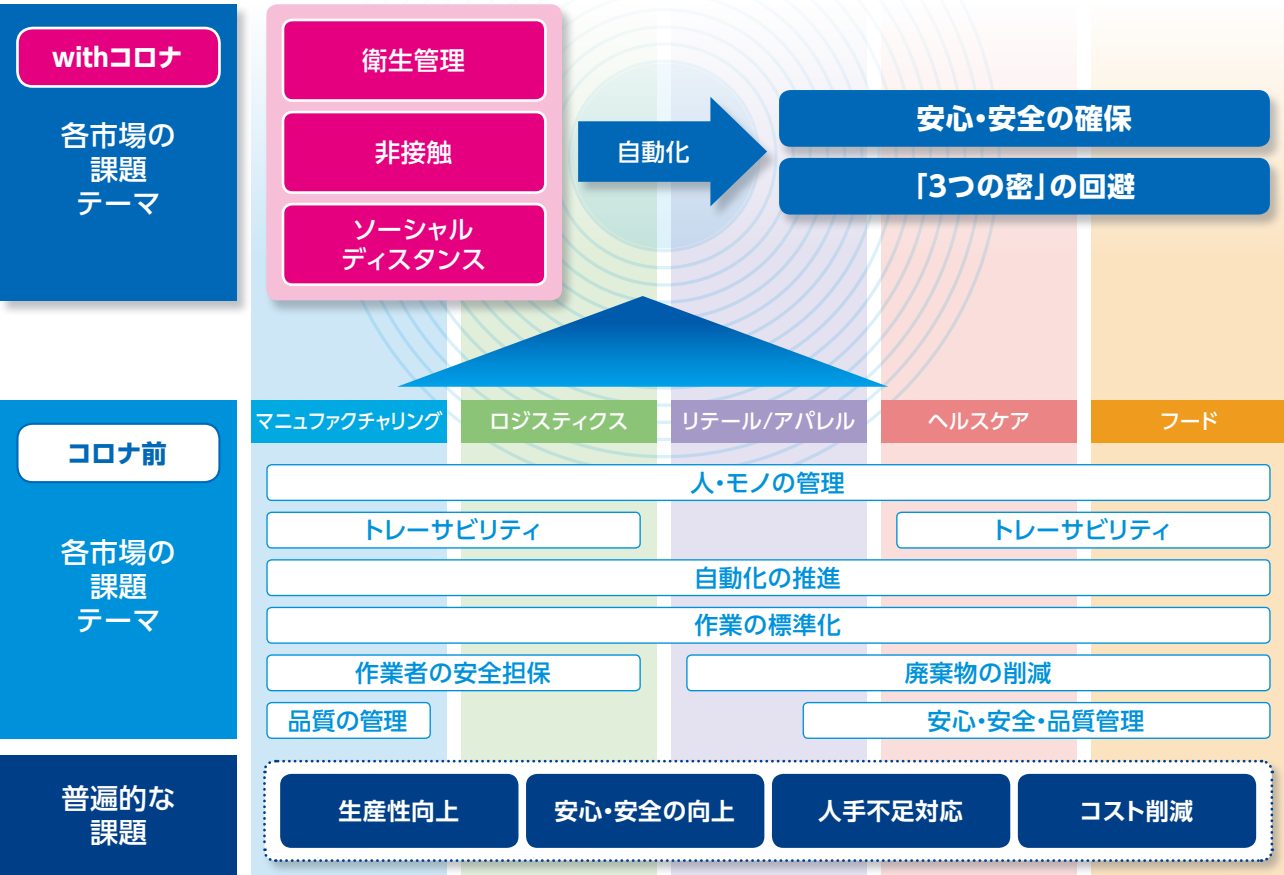 withコロナ
各市場の
課題
テーマ
衛生管理
非接触
ソーシャル
ディスタンス
自動化
安心・安全の確保
「3つの密」の回避
コロナ前
各市場の
課題
テーマ
マニュファクチャリング
ロジスティクス
リテール/アパレル
ヘルスケア
フード
人・モノの管理
トレーサビリティ
トレーサビリティ
自動化の推進
作業の標準化
作業者の安全担保
廃棄物の削減
品質の管理
安心・安全・品質管理
普遍的な
課題
生産性向上
安心・安全の向上
人手不足対応
コスト削減